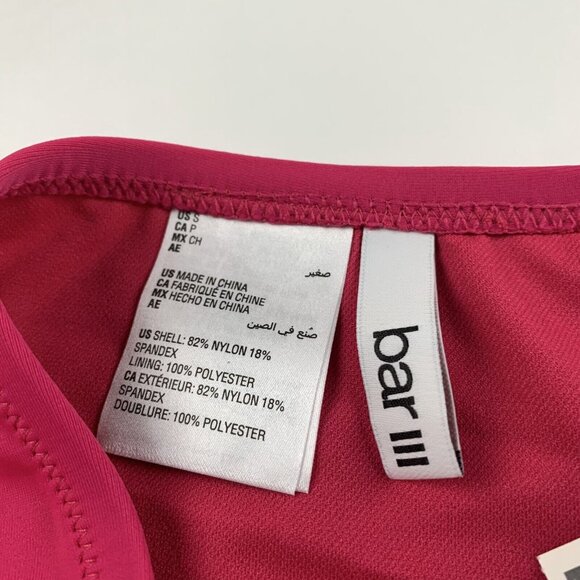 US S
CA P
MX CH
AE
صغير
US MADE IN CHINA
CA FABRIQUÉ EN CHINE
MX HECHO EN CHINA
AE
صُنع في الصين
US SHELL: 82% NYLON 18%
SPANDEX
LINING: 100% POLYESTER
CA EXTÉRIEUR: 82% NYLON 18%
SPANDEX
DOUBLURE: 100% POLYESTER
bar III